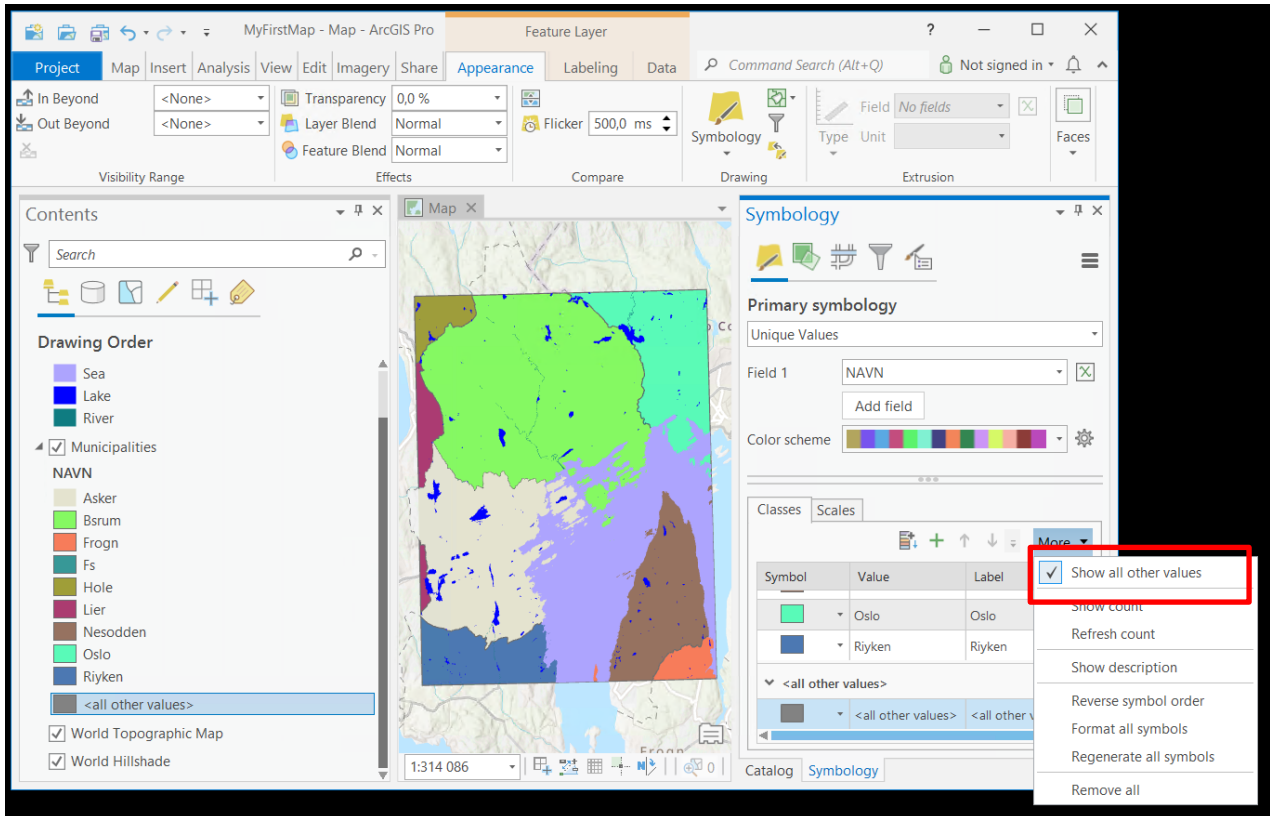 MyFirstMap - Map - ArcGIS Pro
Feature Layer
?
Project Map Insert Analysis View Edit Imagery Share Appearance Labeling Data Command Search (Alt+Q) Not signed in
In Beyond <None> Transparency 0,0 %
Out Beyond <None> Layer Blend Normal Flicker 500,0 ms
Feature Blend Normal
Symbology
Type
Field No fields
Unit
Faces
Visibility Range Effects Compare Drawing Extrusion
Contents
Search
Drawing Order
Sea
Lake
River
Municipalities
NAVN
Asker
Bsrum
Frogn
Fs
Hole
Lier
Nesodden
Oslo
Riyken
<all other values>
World Topographic Map
World Hillshade
Map
Frogn
1:314 086
0
Symbology
Primary symbology
Unique Values
Field 1 NAVN
Add field
Color scheme
Classes Scales
More
Symbol Value Label
Oslo Oslo
Riyken Riyken
<all other values>
<all other values> <all other v
Catalog Symbology
Show all other values
Show count
Refresh count
Show description
Reverse symbol order
Format all symbols
Regenerate all symbols
Remove all